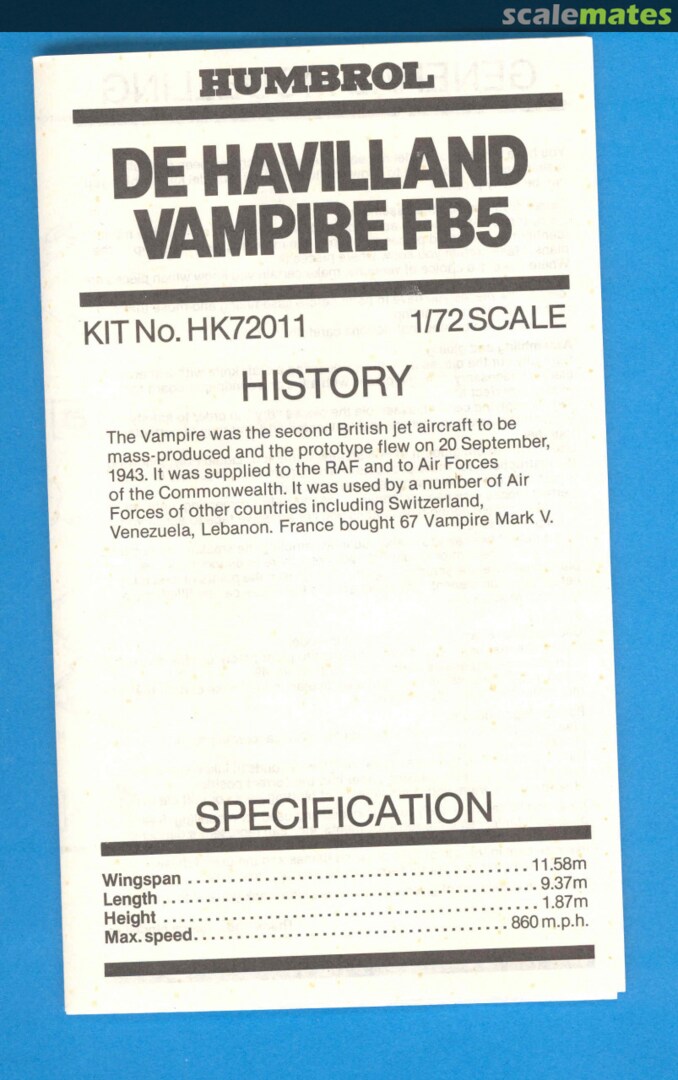 scalemates
HUMBROL
DE HAVILLAND
VAMPIRE FB5
KIT No. HK72011 1/72 SCALE
HISTORY
The Vampire was the second British jet aircraft to be
mass-produced and the prototype flew on 20 September,
1943. It was supplied to the RAF and to Air Forces
of the Commonwealth. It was used by a number of Air
Forces of other countries including Switzerland,
Venezuela, Lebanon. France bought 67 Vampire Mark V.
SPECIFICATION
Wingspan ........................................ 11.58m
Length ............................................. 9.37m
Height ............................................. 1.87m
Max. speed..................................... 860 m.p.h.